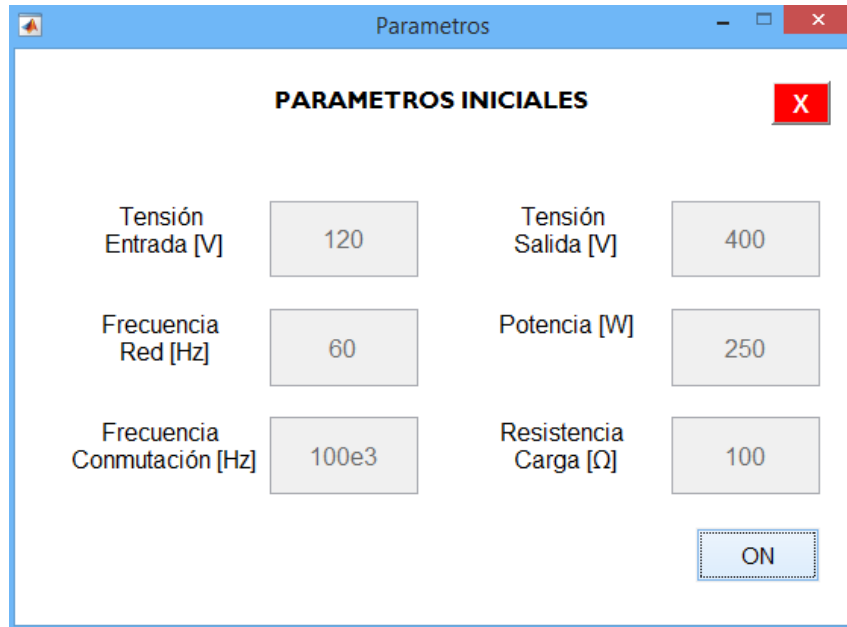 Parametros
PARAMETROS INICIALES
X
Tensión
Entrada [V]
120
Tensión
Salida [V]
400
Frecuencia
Red [Hz]
60
Potencia [W]
250
Frecuencia
Conmutación [Hz]
100e3
Resistencia
Carga [Ω]
100
ON